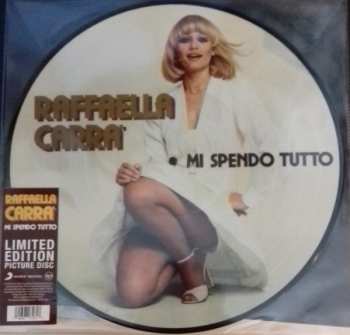 RAFFAELLA
CARRA'
MI SPENDO TUTTO
RAFFAELLA
CARRA'
MI SPENDO TUTTO
LIMITED
EDITION
PICTURE DISC